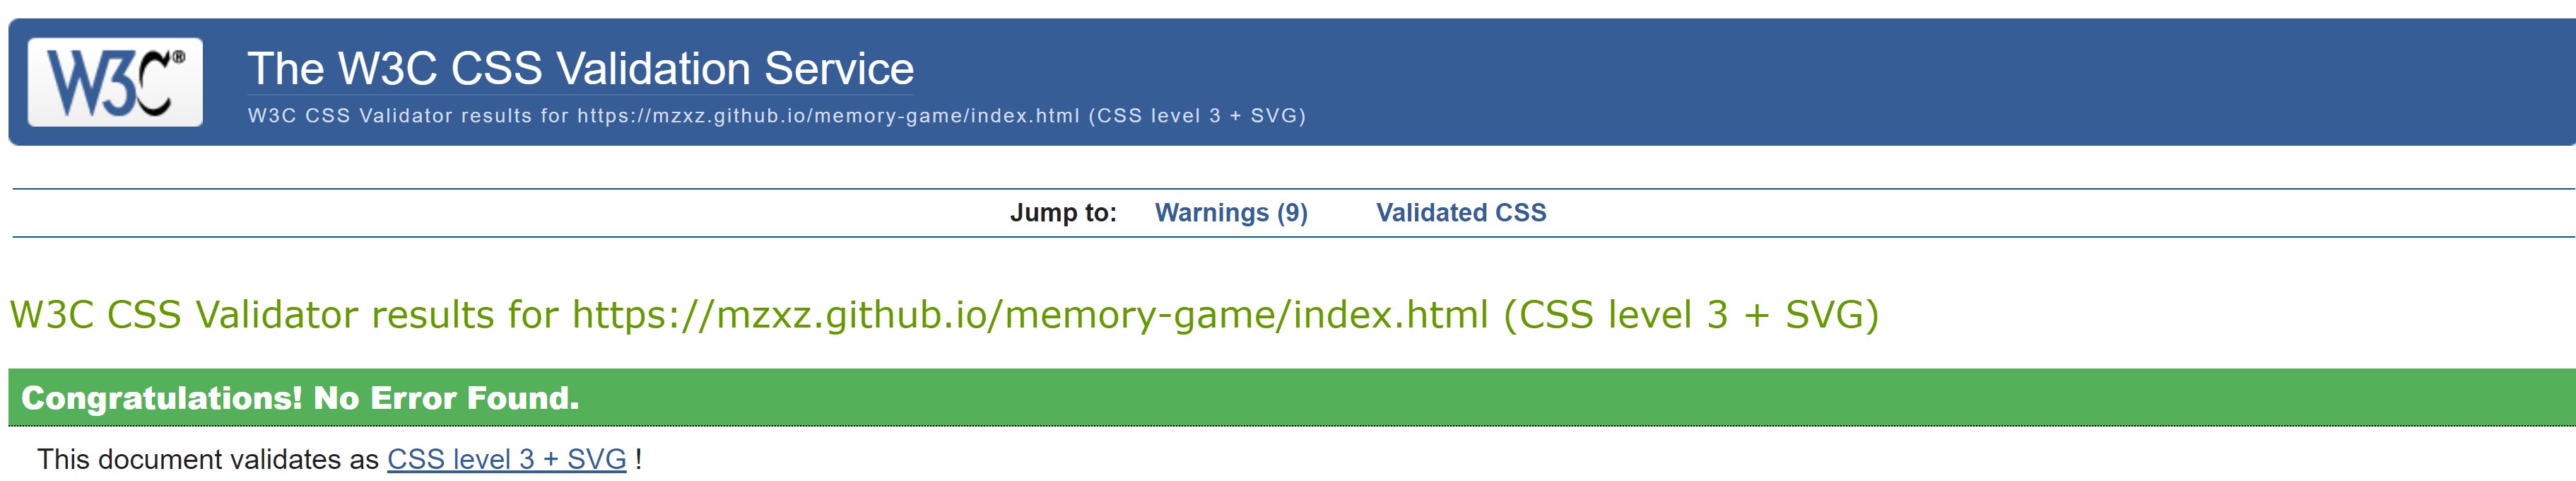 W3C®
The W3C CSS Validation Service
W3C CSS Validator results for https://mzxz.github.io/memory-game/index.html (CSS level 3 + SVG)
Jump to: Warnings (9) Validated CSS
W3C CSS Validator results for https://mzxz.github.io/memory-game/index.html (CSS level 3 + SVG)
Congratulations! No Error Found.
This document validates as CSS level 3 + SVG !